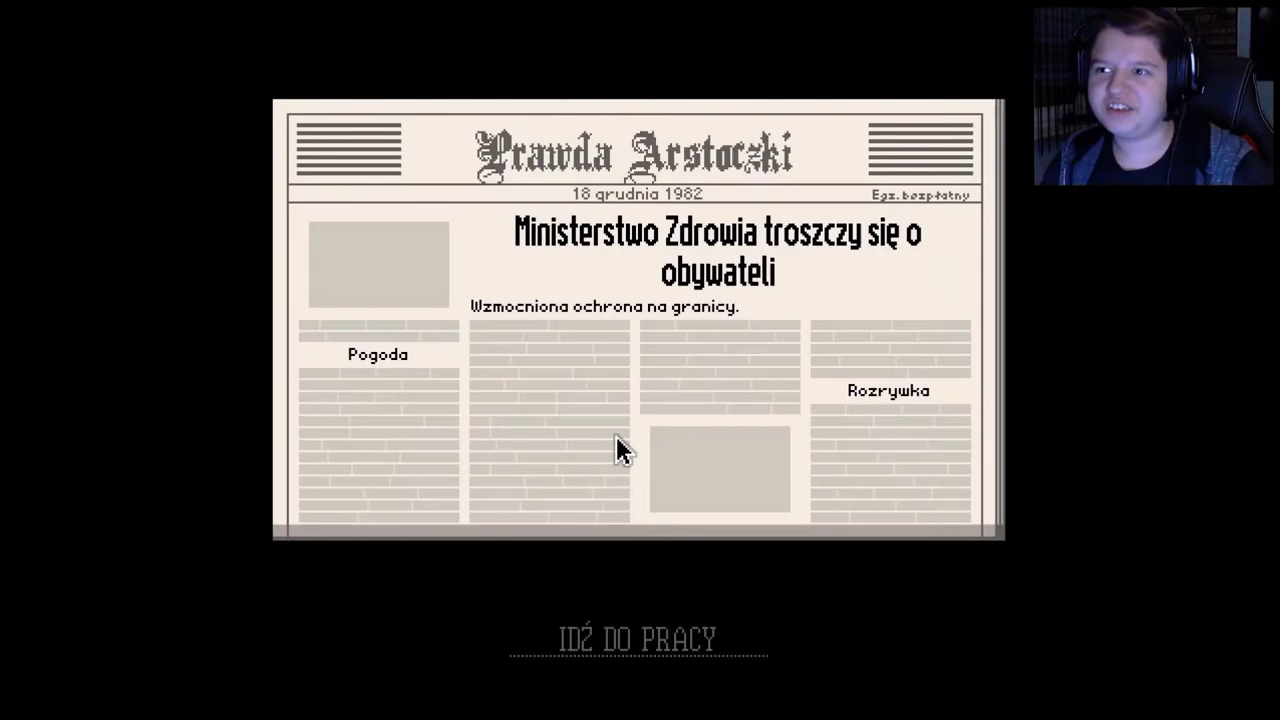 Prawda Arstoczki
18 grudnia 1982
Egz. bezpłatny
Ministerstwo Zdrowia troszczy się o
obywateli
Wzmocniona ochrona na granicy.
Pogoda
Rozrywka
IDŹ DO PRACY